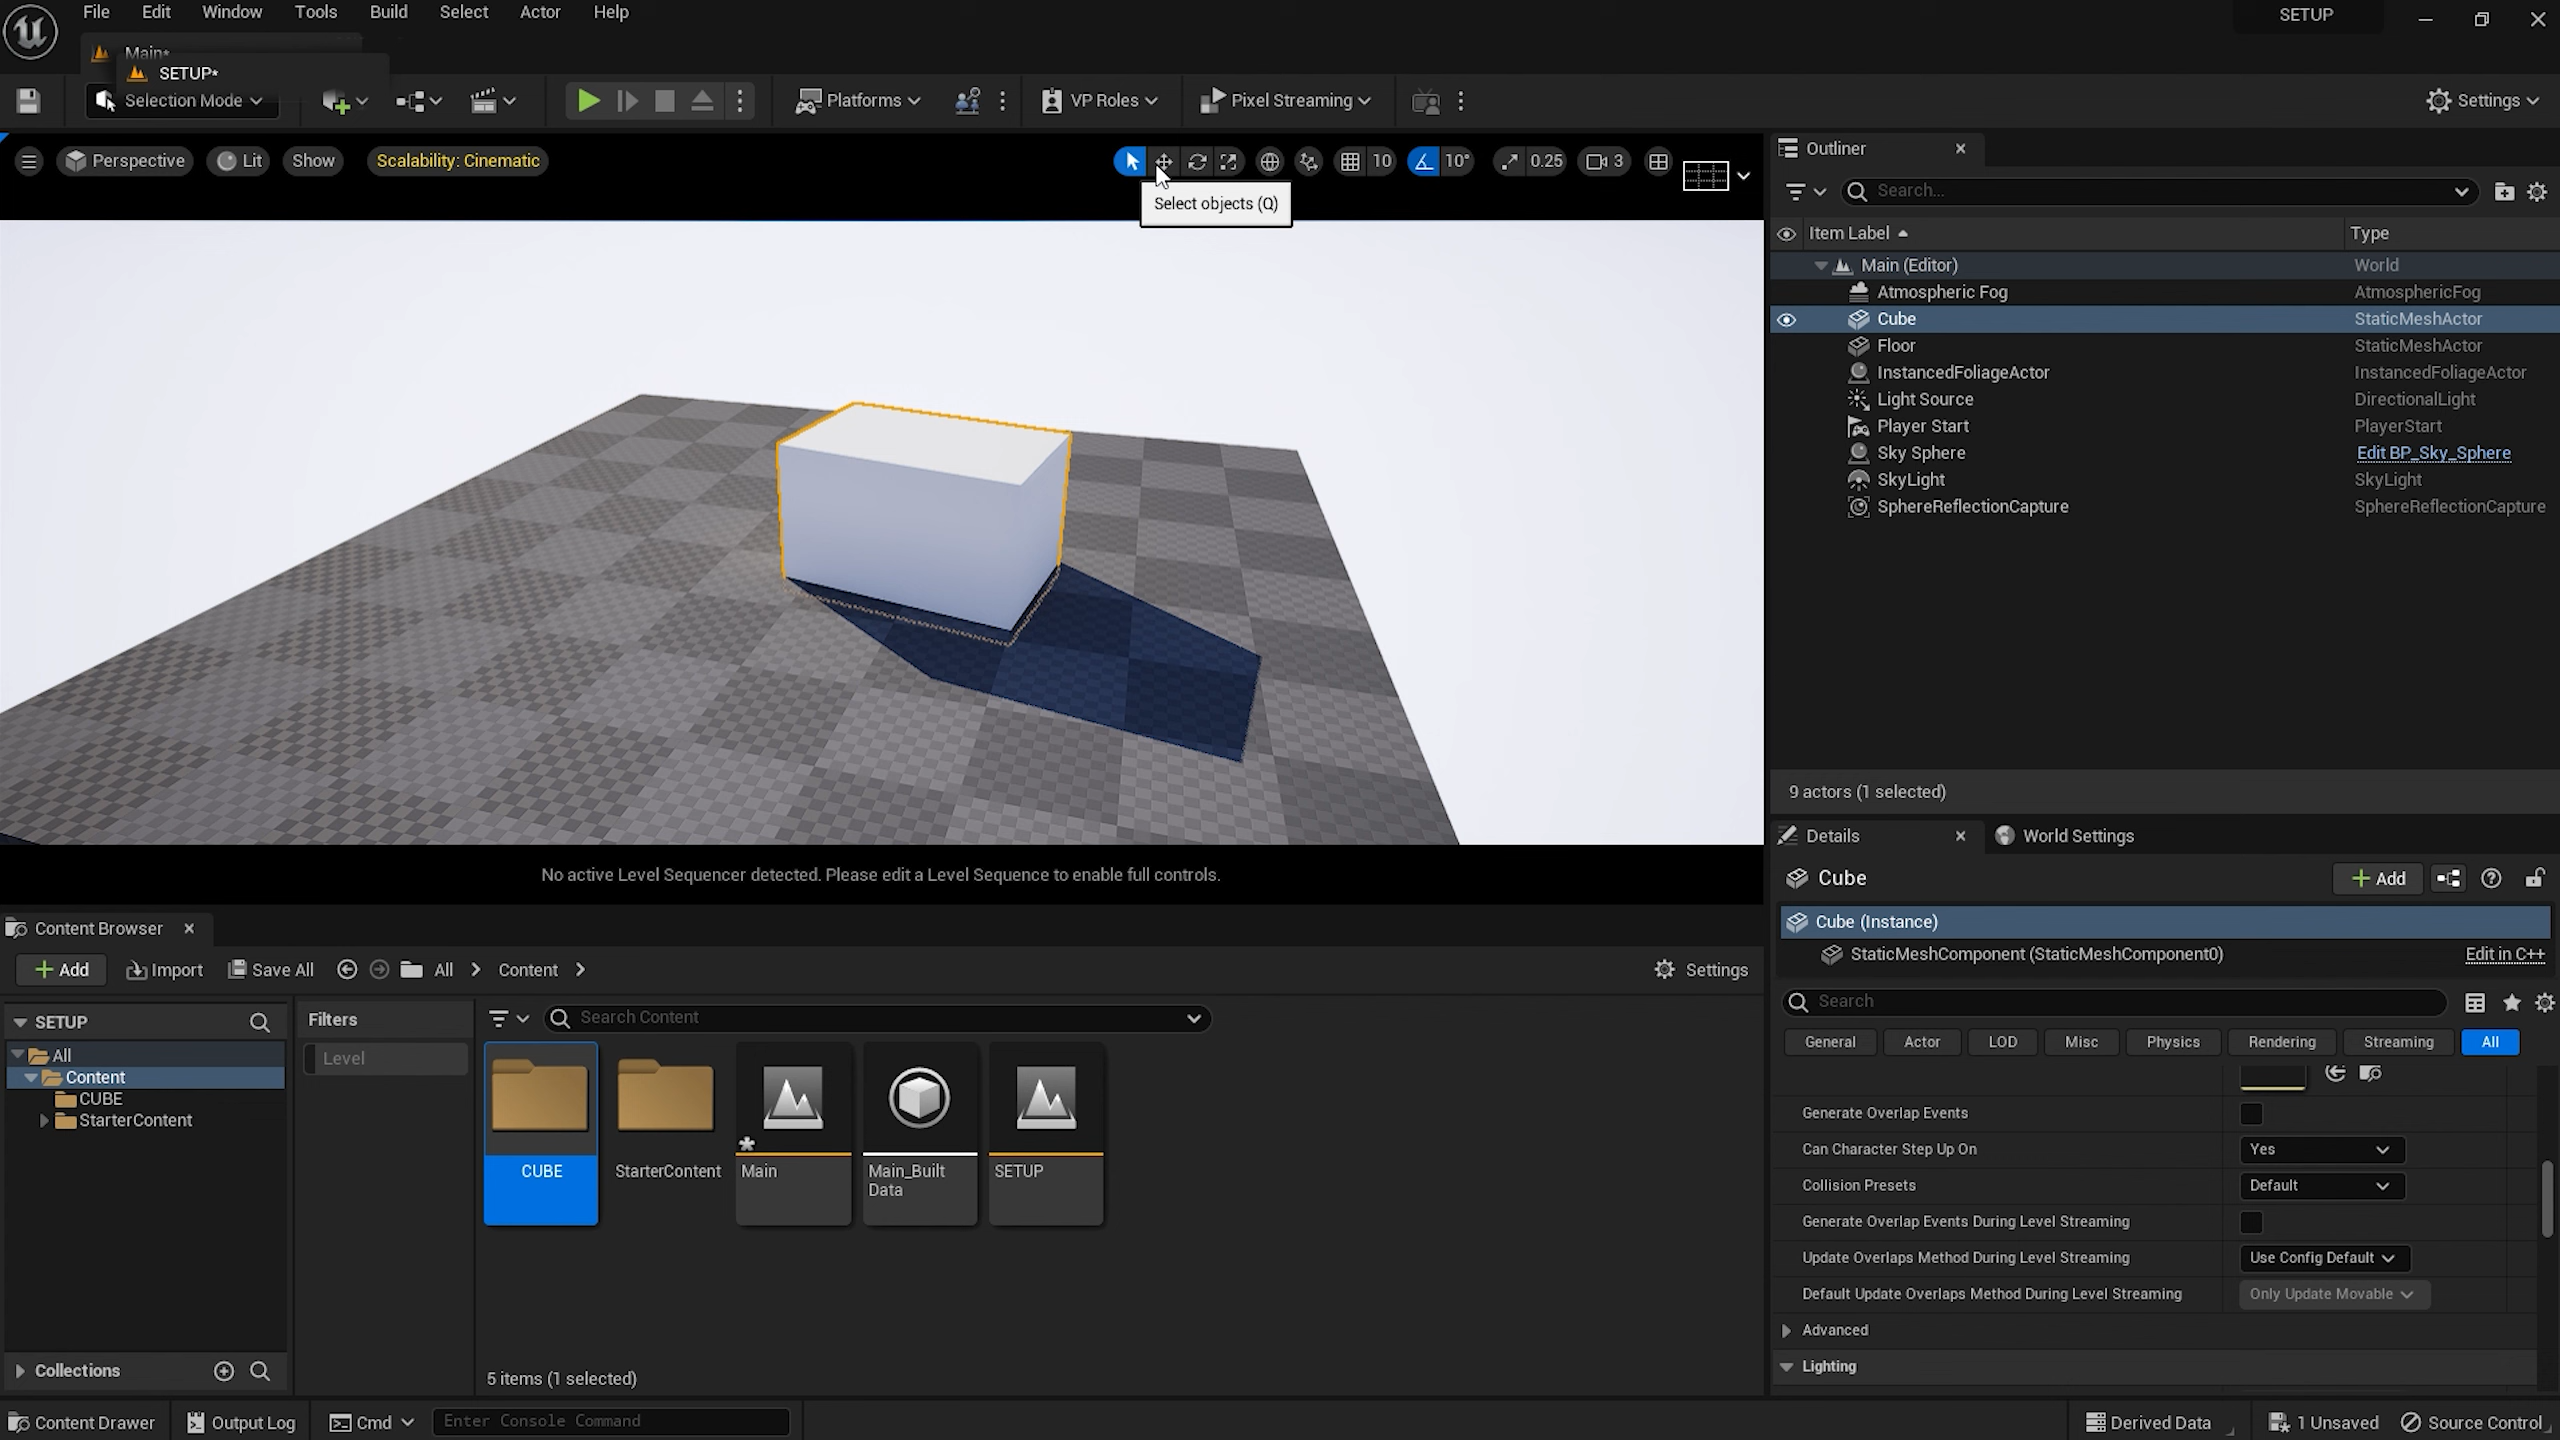 File Edit Window Tools Build Select Actor Help
SETUP
Main*
SETUP*
Selection Mode
Platforms
VP Roles
Pixel Streaming
Settings
Perspective
Lit
Show
Scalability: Cinematic
10
10°
0.25
3
Select objects (Q)
No active Level Sequencer detected. Please edit a Level Sequence to enable full controls.
Outliner
Search...
Item Label Type
Main (Editor) World
Atmospheric Fog AtmosphericFog
Cube StaticMeshActor
Floor StaticMeshActor
InstancedFoliageActor InstancedFoliageActor
Light Source DirectionalLight
Player Start PlayerStart
Sky Sphere Edit BP_Sky_Sphere
SkyLight SkyLight
SphereReflectionCapture SphereReflectionCapture
9 actors (1 selected)
Details
World Settings
Cube
Add
Cube (Instance)
StaticMeshComponent (StaticMeshComponent0) Edit in C++
Search
General Actor LOD Misc Physics Rendering Streaming All
Generate Overlap Events
Can Character Step Up On Yes
Collision Presets Default
Generate Overlap Events During Level Streaming
Update Overlaps Method During Level Streaming Use Config Default
Default Update Overlaps Method During Level Streaming Only Update Movable
Advanced
Lighting
Content Browser
Add
Import
Save All
All
Content
Settings
SETUP
All
Content
CUBE
StarterContent
Collections
Filters
Level
Search Content
CUBE
StarterContent
Main
Main_Built
Data
SETUP
5 items (1 selected)
Content Drawer
Output Log
Cmd
Enter Console Command
Derived Data
1 Unsaved
Source Control